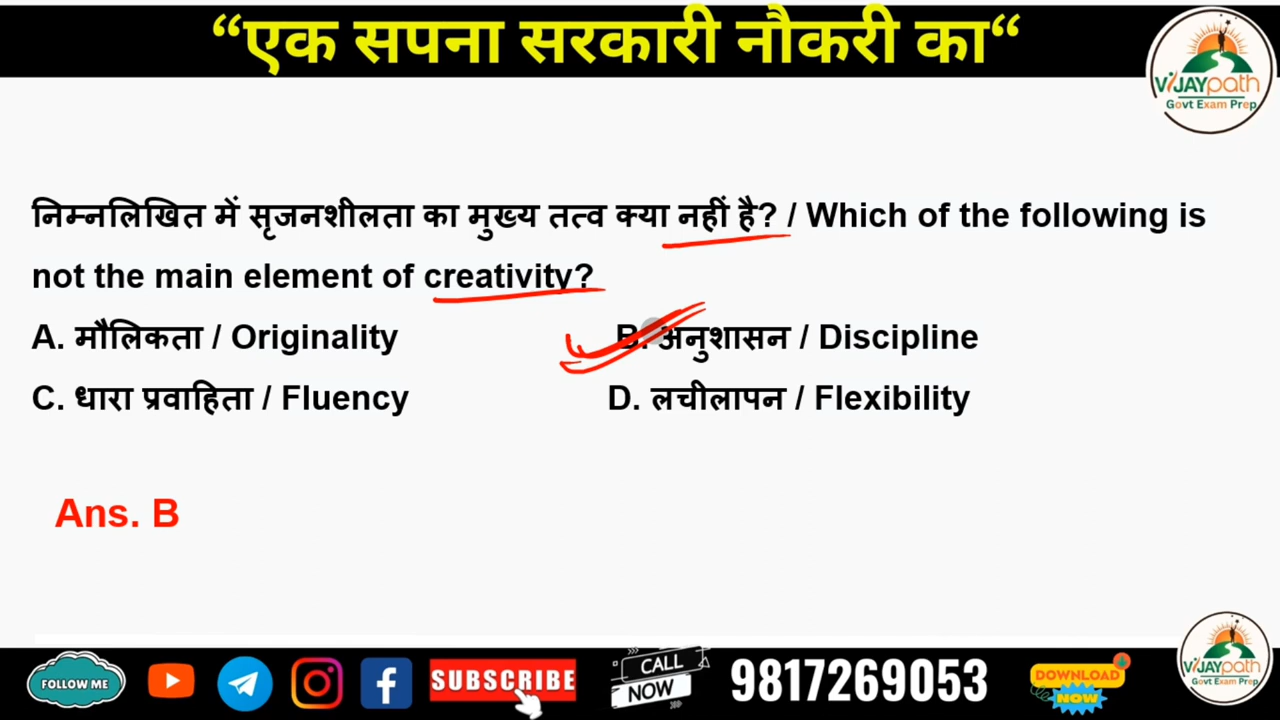 “एक सपना सरकारी नौकरी का“
ViJAYpath
Govt Exam Prep
निम्नलिखित में सृजनशीलता का मुख्य तत्व क्या नहीं है? / Which of the following is
not the main element of creativity?
A. मौलिकता / Originality
B. अनुशासन / Discipline
C. धारा प्रवाहिता / Fluency
D. लचीलापन / Flexibility
Ans. B
FOLLOW ME
SUBSCRIBE
CALL
NOW
9817269053
DOWNLOAD
NOW
ViJAYpath
Govt Exam Prep